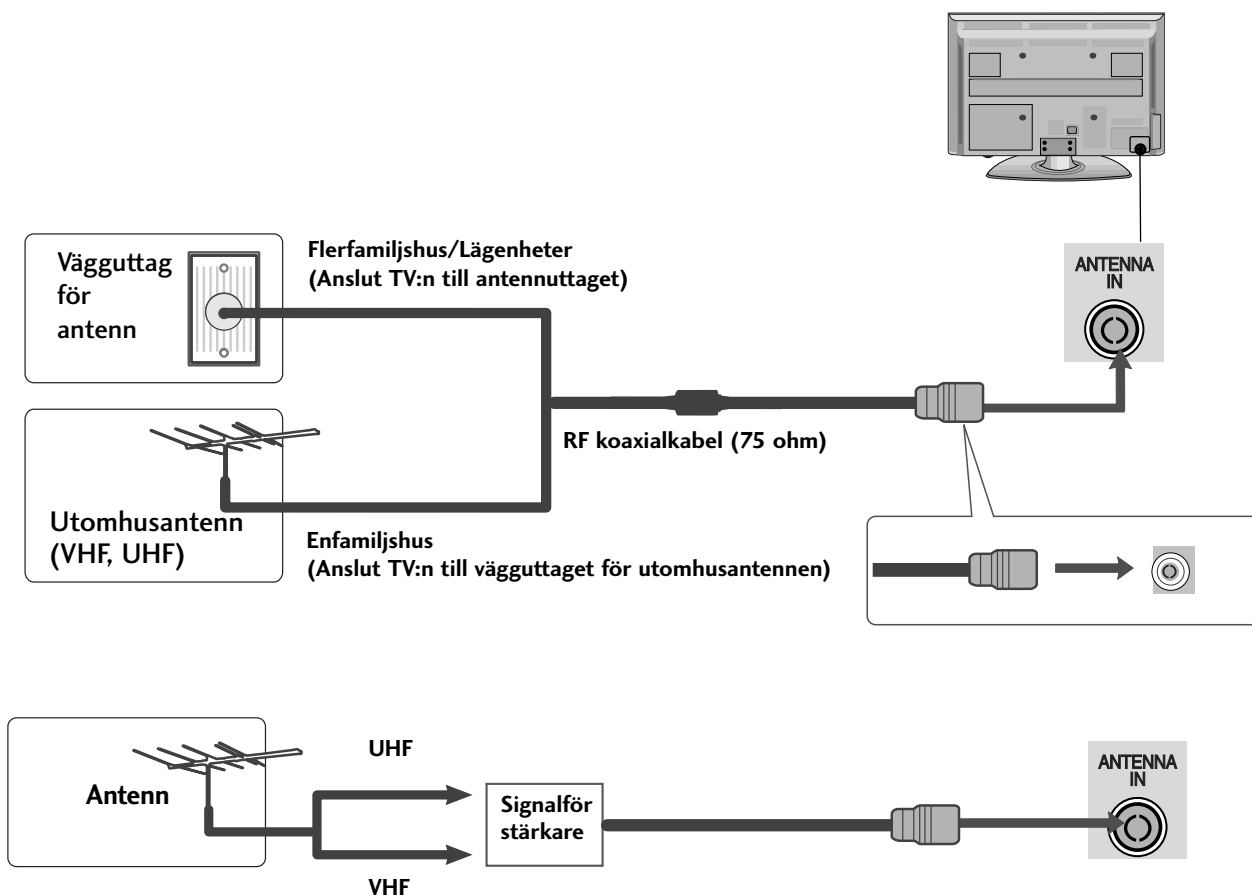 ANTENNA
IN
Vägguttag
för
antenn
Flerfamiljshus/Lägenheter
(Anslut TV:n till antennuttaget)
RF koaxialkabel (75 ohm)
Utomhusantenn
(VHF, UHF)
Enfamiljshus
(Anslut TV:n till vägguttaget för utomhusantennen)
Antenn
UHF
VHF
Signalför
stärkare
ANTENNA
IN